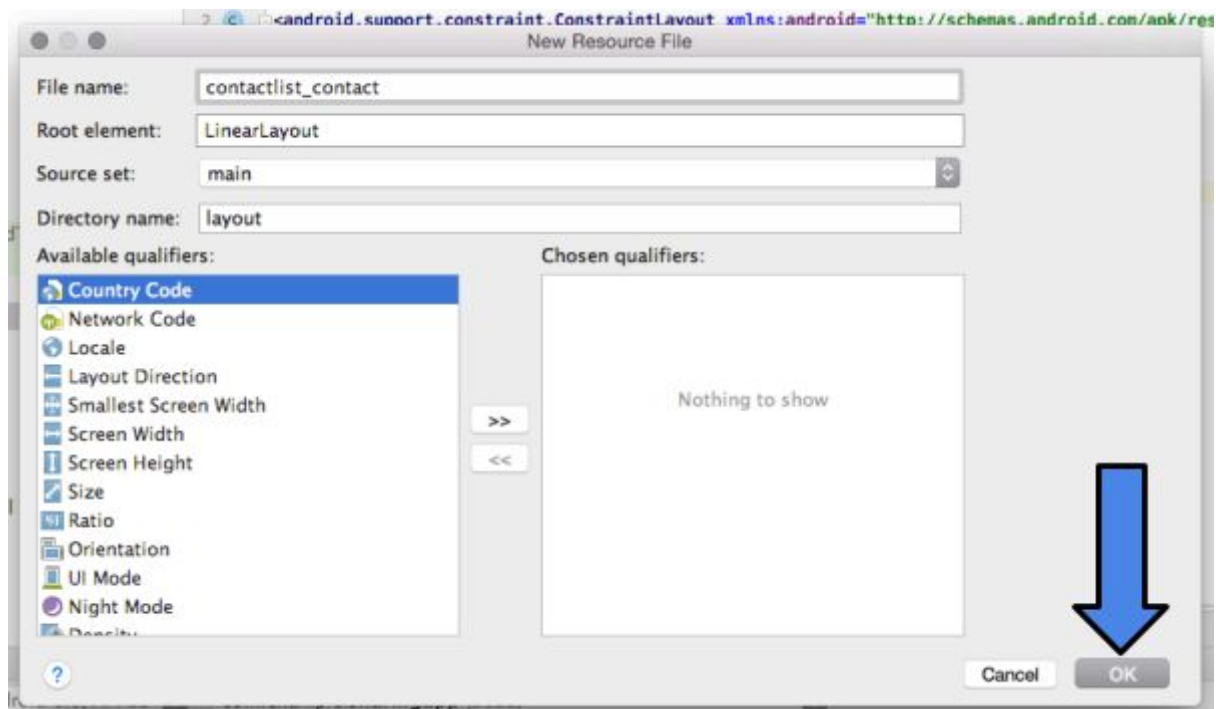 2 C <android.support.constraint.ConstraintLayout xmlns:android="http://schemas.android.com/apk/res
New Resource File
File name: contactlist_contact
Root element: LinearLayout
Source set: main
Directory name: layout
Available qualifiers: Chosen qualifiers:
Country Code
Network Code
Locale
Layout Direction
Smallest Screen Width
Nothing to show
Screen Width
>>
Screen Height
<<
Size
Ratio
Orientation
UI Mode
Night Mode
Density
? Cancel OK